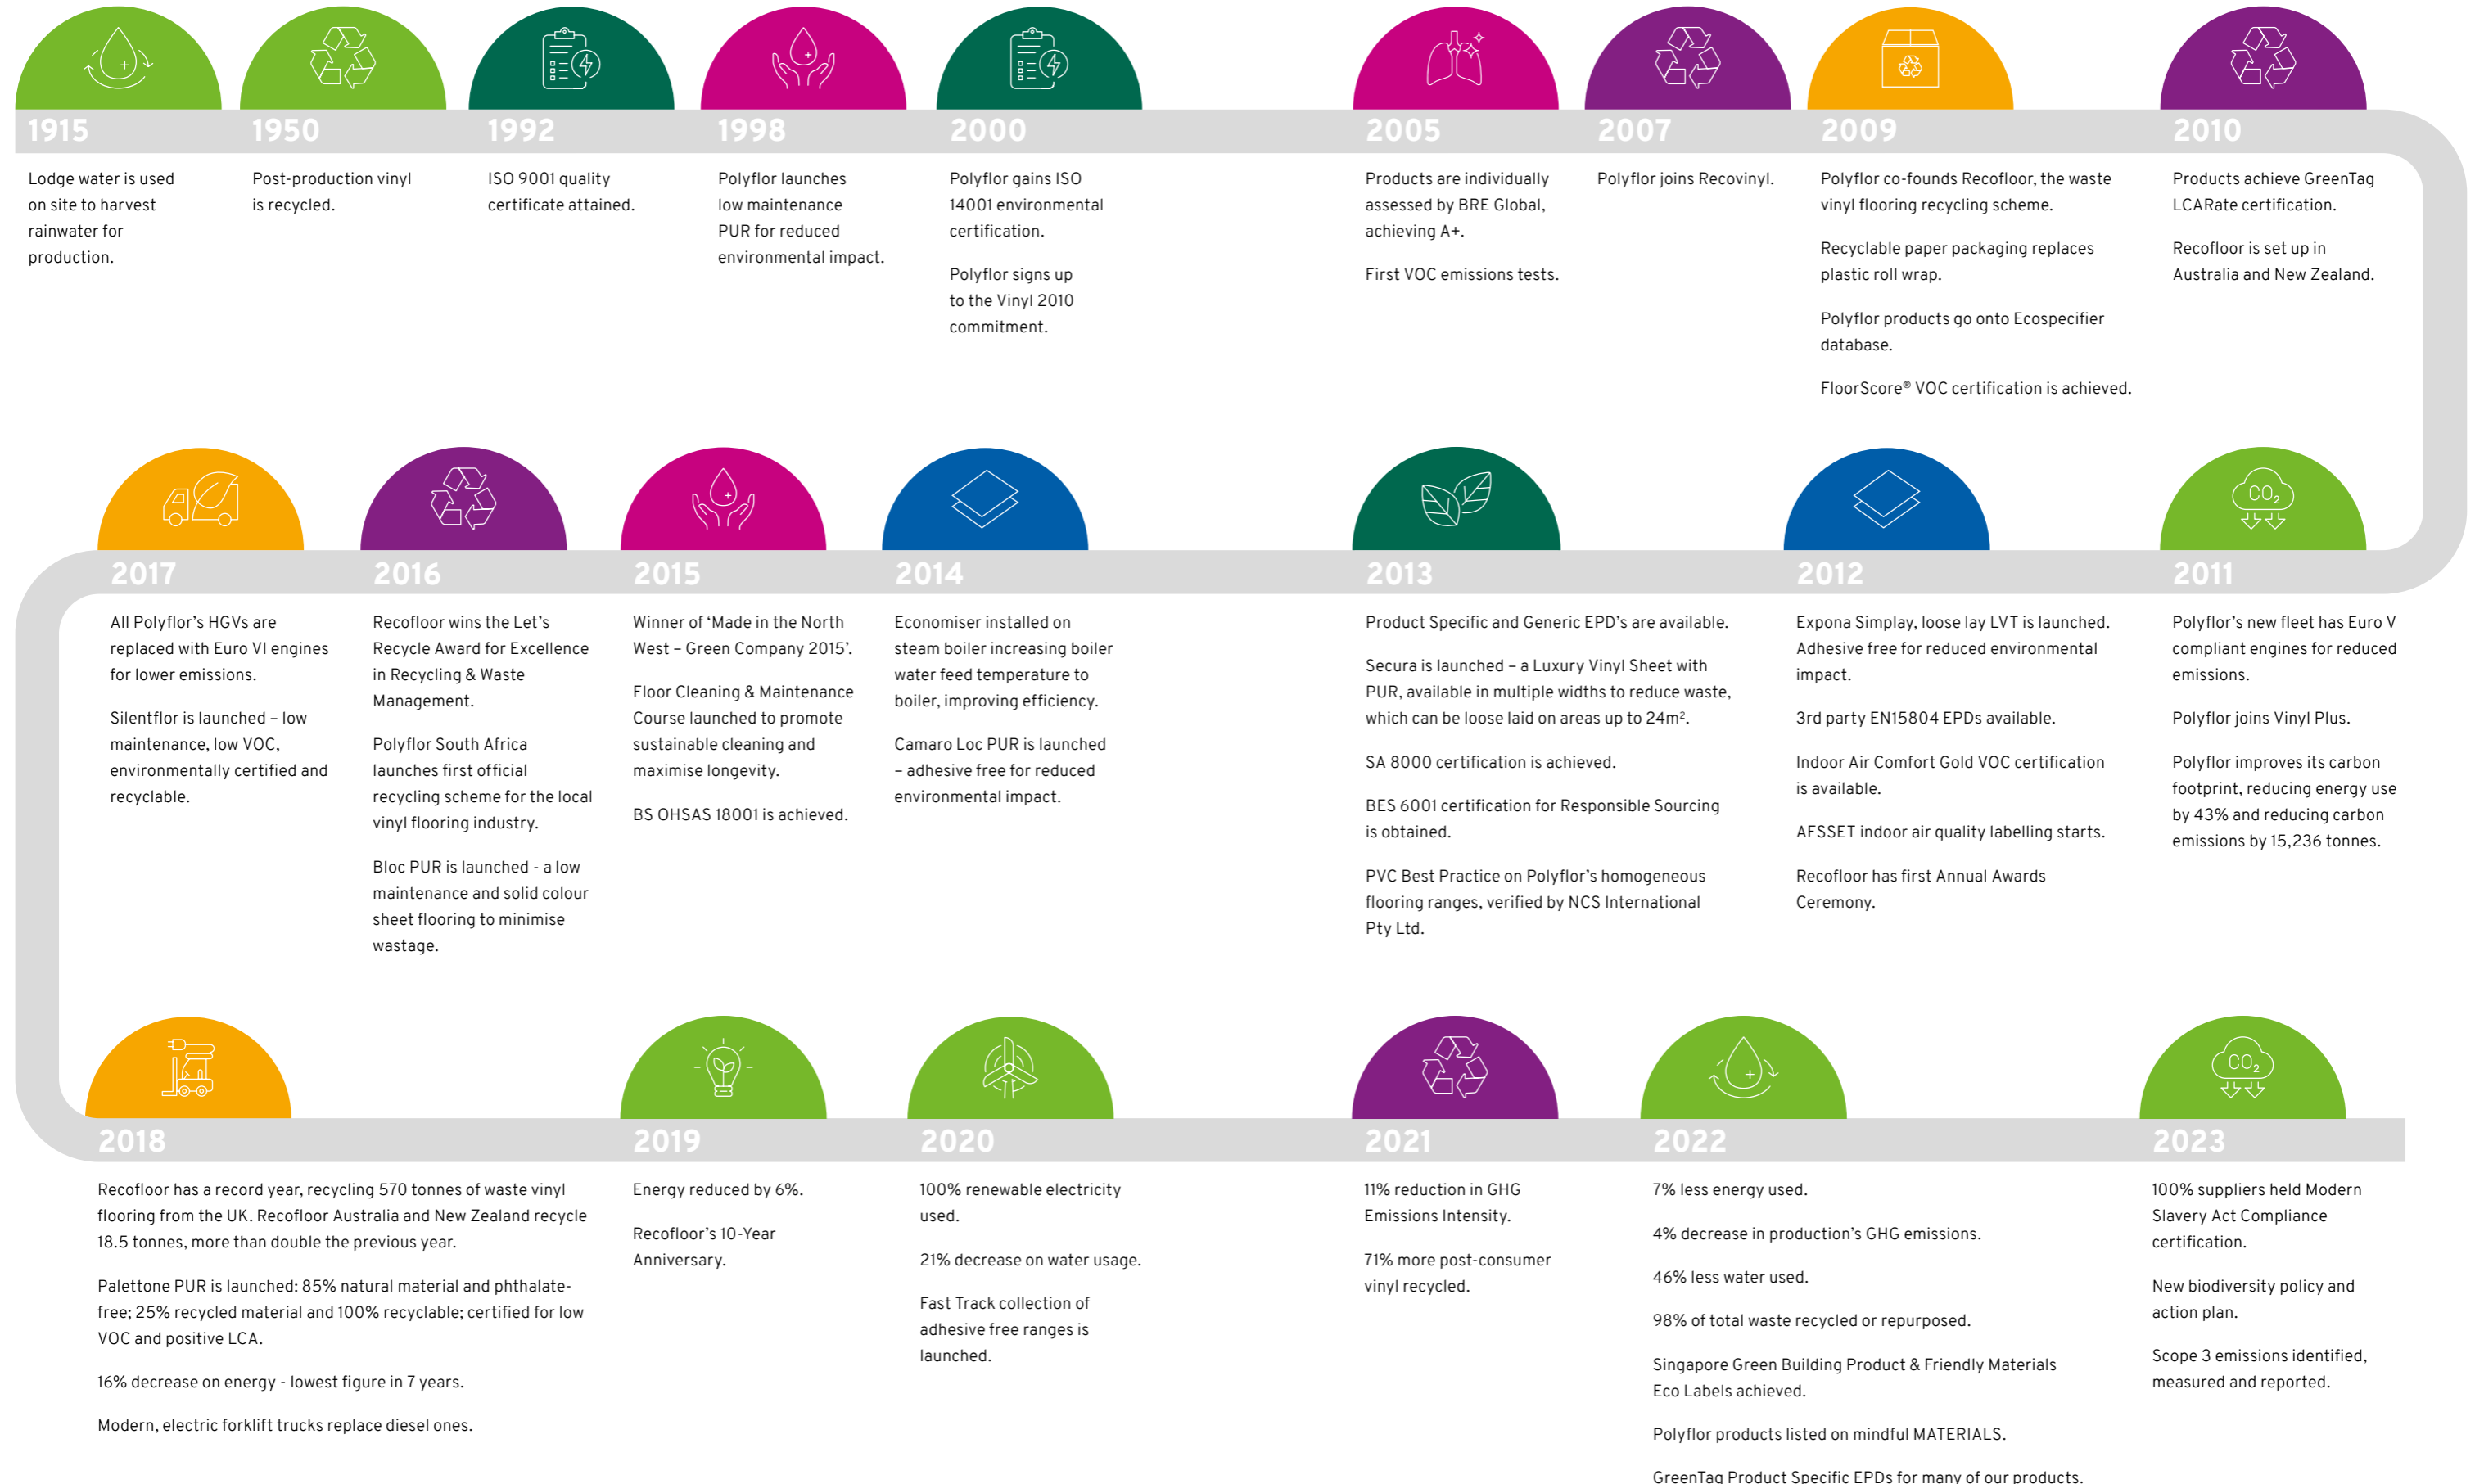 1915
Lodge water is used
on site to harvest
rainwater for
production.
1950
Post-production vinyl
is recycled.
1992
ISO 9001 quality
certificate attained.
1998
Polyflor launches
low maintenance
PUR for reduced
environmental impact.
2000
Polyflor gains ISO
14001 environmental
certification.
Polyflor signs up
to the Vinyl 2010
commitment.
2005
Products are individually
assessed by BRE Global,
achieving A+.
First VOC emissions tests.
2007
Polyflor joins Recovinyl.
2009
Polyflor co-founds Recofloor, the waste
vinyl flooring recycling scheme.
Recyclable paper packaging replaces
plastic roll wrap.
Polyflor products go onto Ecospecifier
database.
FloorScore® VOC certification is achieved.
2010
Products achieve GreenTag
LCARate certification.
Recofloor is set up in
Australia and New Zealand.
CO₂
2011
Polyflor's new fleet has Euro V
compliant engines for reduced
emissions.
Polyflor joins Vinyl Plus.
Polyflor improves its carbon
footprint, reducing energy use
by 43% and reducing carbon
emissions by 15,236 tonnes.
2012
Expona Simplay, loose lay LVT is launched.
Adhesive free for reduced environmental
impact.
3rd party EN15804 EPDs available.
Indoor Air Comfort Gold VOC certification
is available.
AFSSET indoor air quality labelling starts.
Recofloor has first Annual Awards
Ceremony.
2013
Product Specific and Generic EPD's are available.
Secura is launched – a Luxury Vinyl Sheet with
PUR, available in multiple widths to reduce waste,
which can be loose laid on areas up to 24m².
SA 8000 certification is achieved.
BES 6001 certification for Responsible Sourcing
is obtained.
PVC Best Practice on Polyflor's homogeneous
flooring ranges, verified by NCS International
Pty Ltd.
2014
Economiser installed on
steam boiler increasing boiler
water feed temperature to
boiler, improving efficiency.
Camaro Loc PUR is launched
– adhesive free for reduced
environmental impact.
2015
Winner of 'Made in the North
West – Green Company 2015'.
Floor Cleaning & Maintenance
Course launched to promote
sustainable cleaning and
maximise longevity.
BS OHSAS 18001 is achieved.
2016
Recofloor wins the Let's
Recycle Award for Excellence
in Recycling & Waste
Management.
Polyflor South Africa
launches first official
recycling scheme for the local
vinyl flooring industry.
Bloc PUR is launched - a low
maintenance and solid colour
sheet flooring to minimise
wastage.
2017
All Polyflor's HGVs are
replaced with Euro VI engines
for lower emissions.
Silentflor is launched – low
maintenance, low VOC,
environmentally certified and
recyclable.
2018
Recofloor has a record year, recycling 570 tonnes of waste vinyl
flooring from the UK. Recofloor Australia and New Zealand recycle
18.5 tonnes, more than double the previous year.
Palettone PUR is launched: 85% natural material and phthalate-
free; 25% recycled material and 100% recyclable; certified for low
VOC and positive LCA.
16% decrease on energy - lowest figure in 7 years.
Modern, electric forklift trucks replace diesel ones.
2019
Energy reduced by 6%.
Recofloor's 10-Year
Anniversary.
2020
100% renewable electricity
used.
21% decrease on water usage.
Fast Track collection of
adhesive free ranges is
launched.
2021
11% reduction in GHG
Emissions Intensity.
71% more post-consumer
vinyl recycled.
2022
7% less energy used.
4% decrease in production's GHG emissions.
46% less water used.
98% of total waste recycled or repurposed.
Singapore Green Building Product & Friendly Materials
Eco Labels achieved.
Polyflor products listed on mindful MATERIALS.
GreenTag Product Specific EPDs for many of our products.
CO₂
2023
100% suppliers held Modern
Slavery Act Compliance
certification.
New biodiversity policy and
action plan.
Scope 3 emissions identified,
measured and reported.